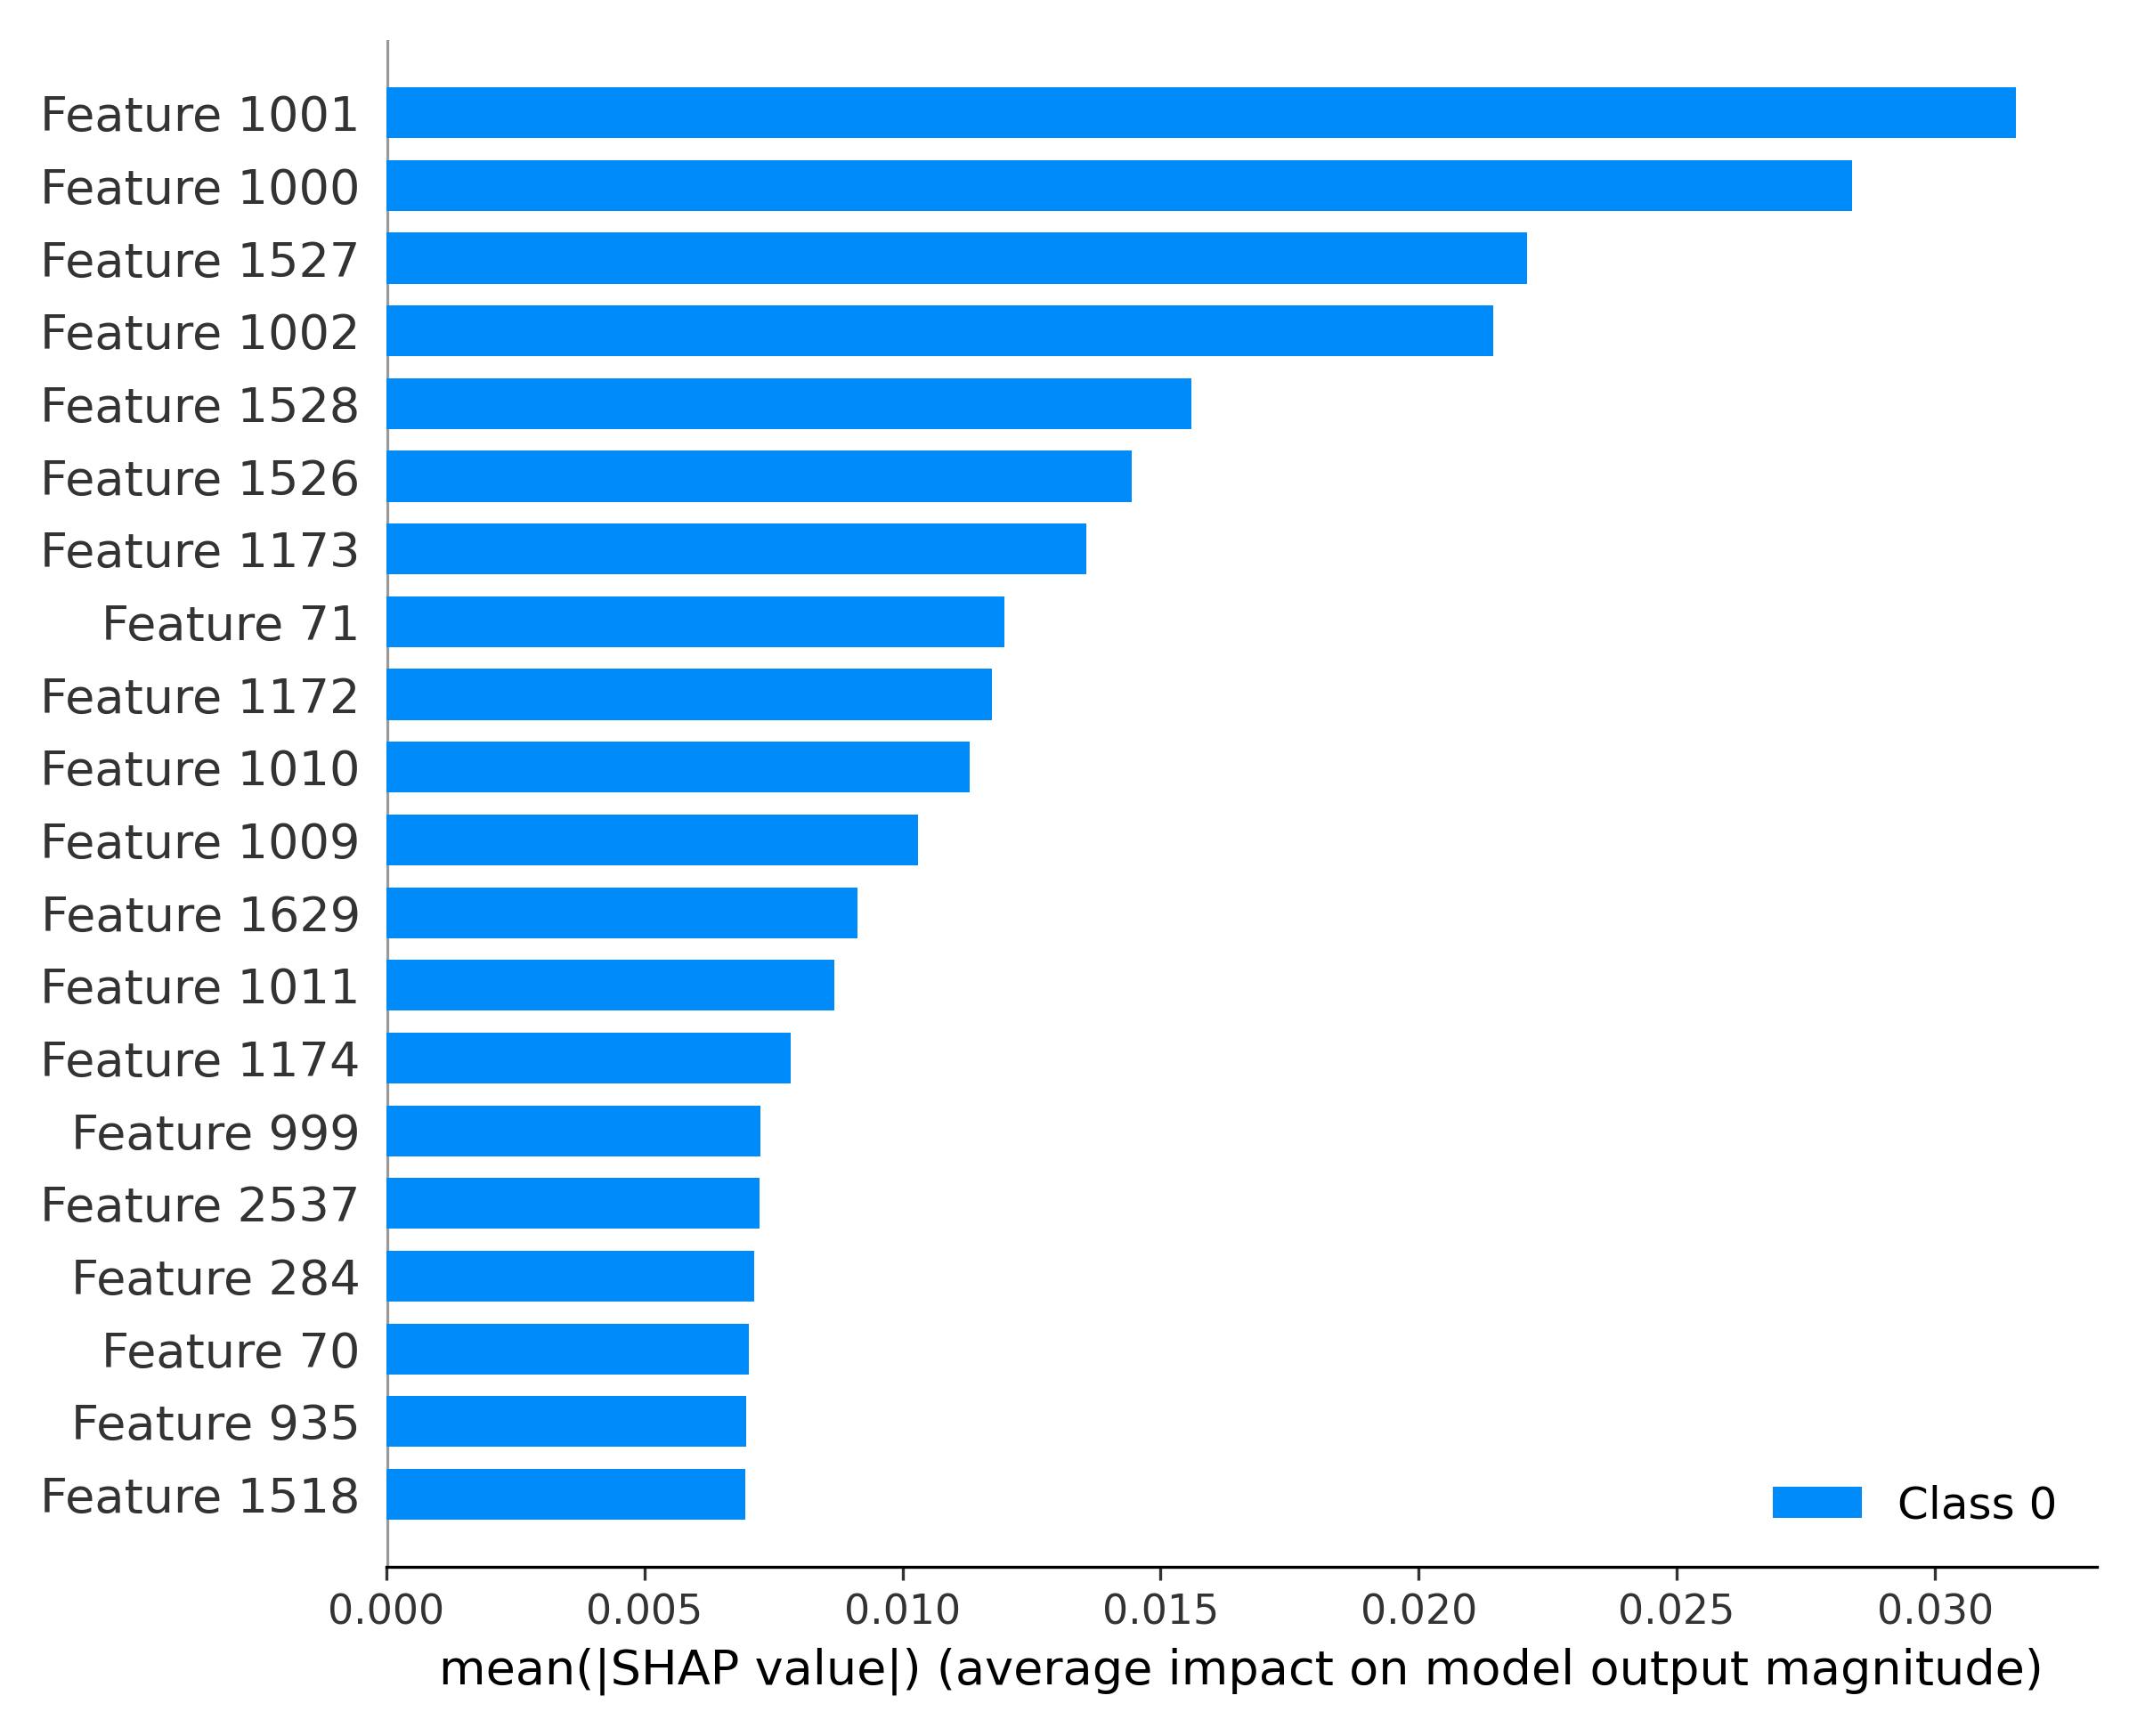 Feature 1001
Feature 1000
Feature 1527
Feature 1002
Feature 1528
Feature 1526
Feature 1173
Feature 71
Feature 1172
Feature 1010
Feature 1009
Feature 1629
Feature 1011
Feature 1174
Feature 999
Feature 2537
Feature 284
Feature 70
Feature 935
Feature 1518
Class 0
0.000 0.005 0.010 0.015 0.020 0.025 0.030
mean(|SHAP value|) (average impact on model output magnitude)